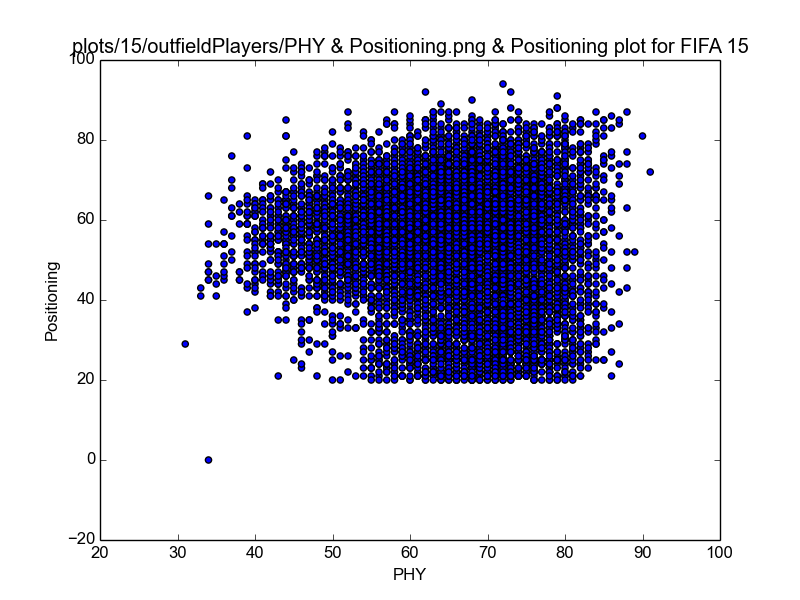 plots/15/outfieldPlayers/PHY & Positioning.png & Positioning plot for FIFA 15
100
80
60
40
20
0
−20
Positioning
20 30 40 50 60 70 80 90 100
PHY